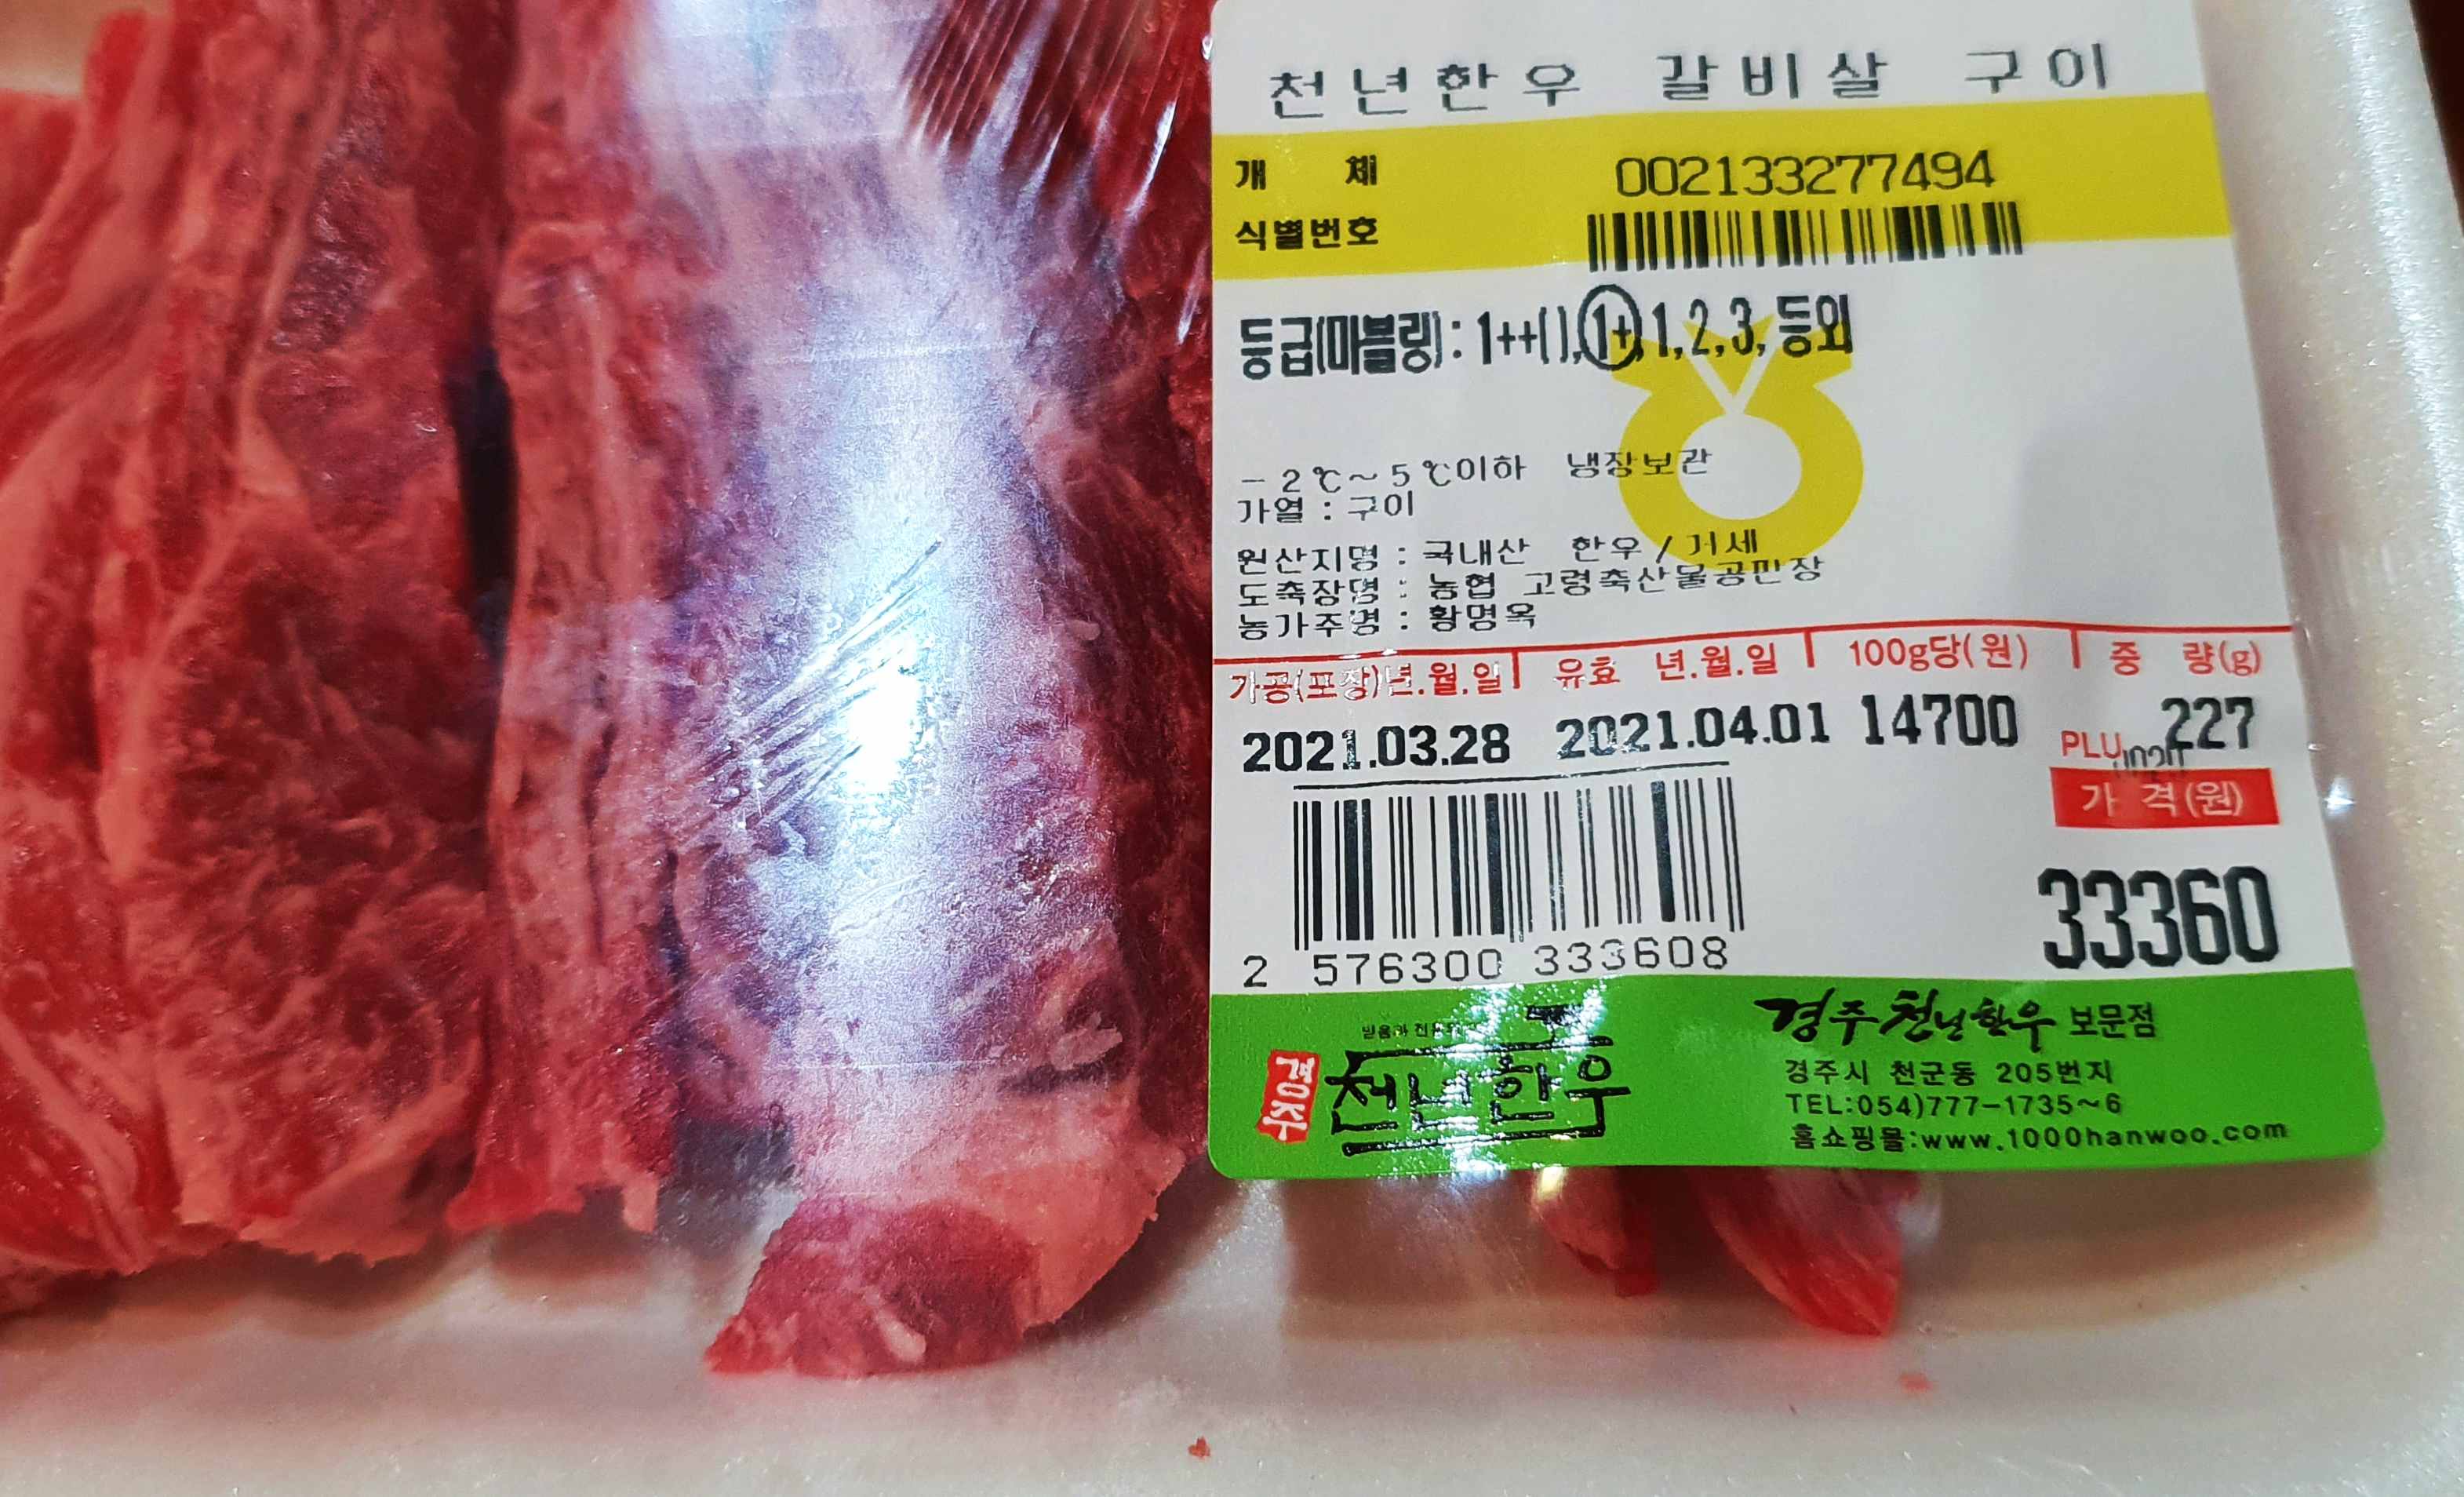 천년한우 갈비살 구이
개 체 002133277494
식별번호
등급(마블링) : 1++( ), 1+, 1, 2, 3, 등외
-2℃~5℃이하 냉장보관
가열 : 구이
원산지명 : 국내산 한우/거세
도축장명 : 농협 고령축산물공판장
농가주명 : 황명옥
가공(포장)년.월.일 유효 년.월.일 100g당(원) 중 량(g)
2021.03.28 2021.04.01 14700 227
PLU
가 격(원)
33360
2 576300 333608
경주천년한우 보문점
믿음과
경주 천년한우
경주시 천군동 205번지
TEL:054)777-1735~6
홈쇼핑몰:www.1000hanwoo.com